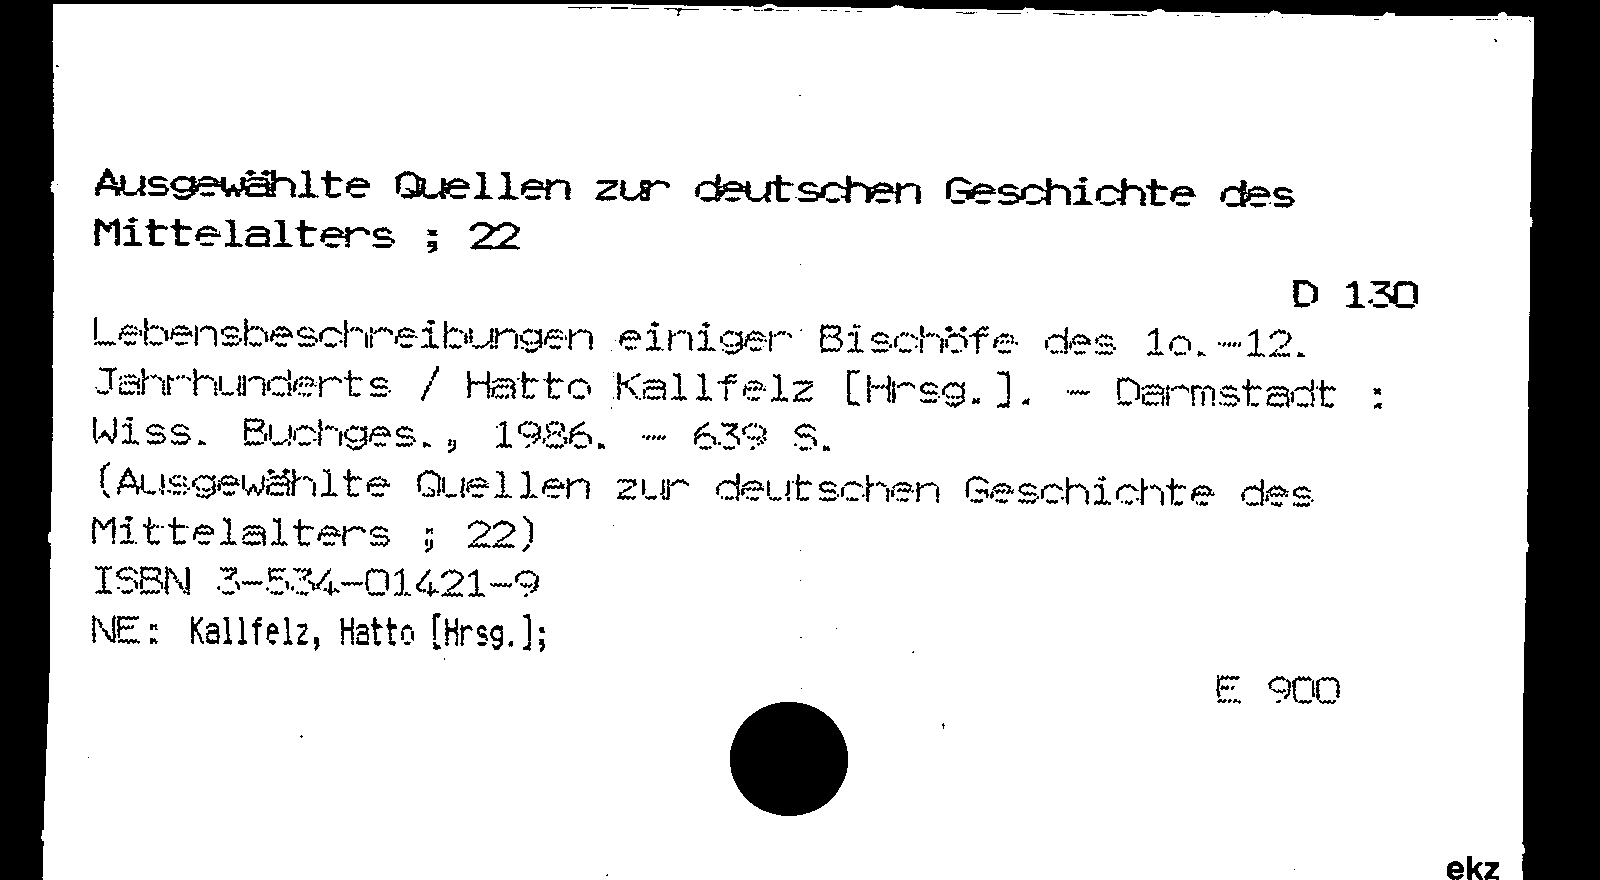 Ausgewählte Quellen zur deutschen Geschichte des
Mittelalters ; 22
D 130
Lebensbeschreibungen einiger Bischöfe des 1o.-12.
Jahrhunderts / Hatto Kallfelz [Hrsg.]. - Darmstadt :
Wiss. Buchges., 1986. - 639 S.
(Ausgewählte Quellen zur deutschen Geschichte des
Mittelalters ; 22)
ISBN 3-534-01421-9
NE: Kallfelz, Hatto [Hrsg.];
E 900
ekz